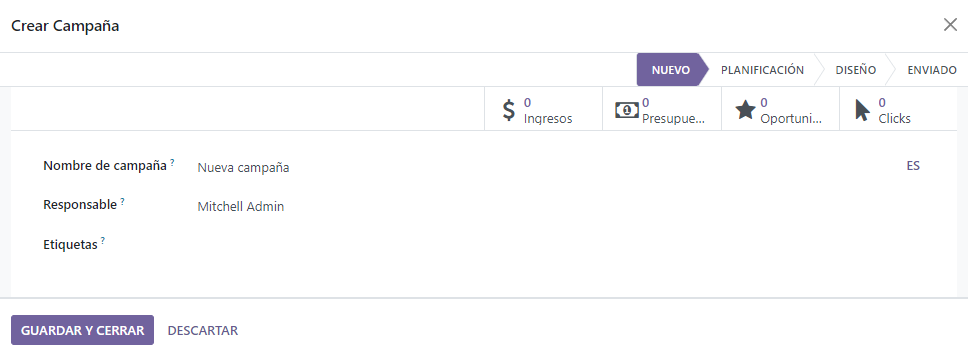 Crear Campaña
NUEVO PLANIFICACIÓN DISEÑO ENVIADO
0 0 0 0
Ingresos Presupue... Oportuni... Clicks
Nombre de campaña ? Nueva campaña ES
Responsable ? Mitchell Admin
Etiquetas ?
GUARDAR Y CERRAR DESCARTAR